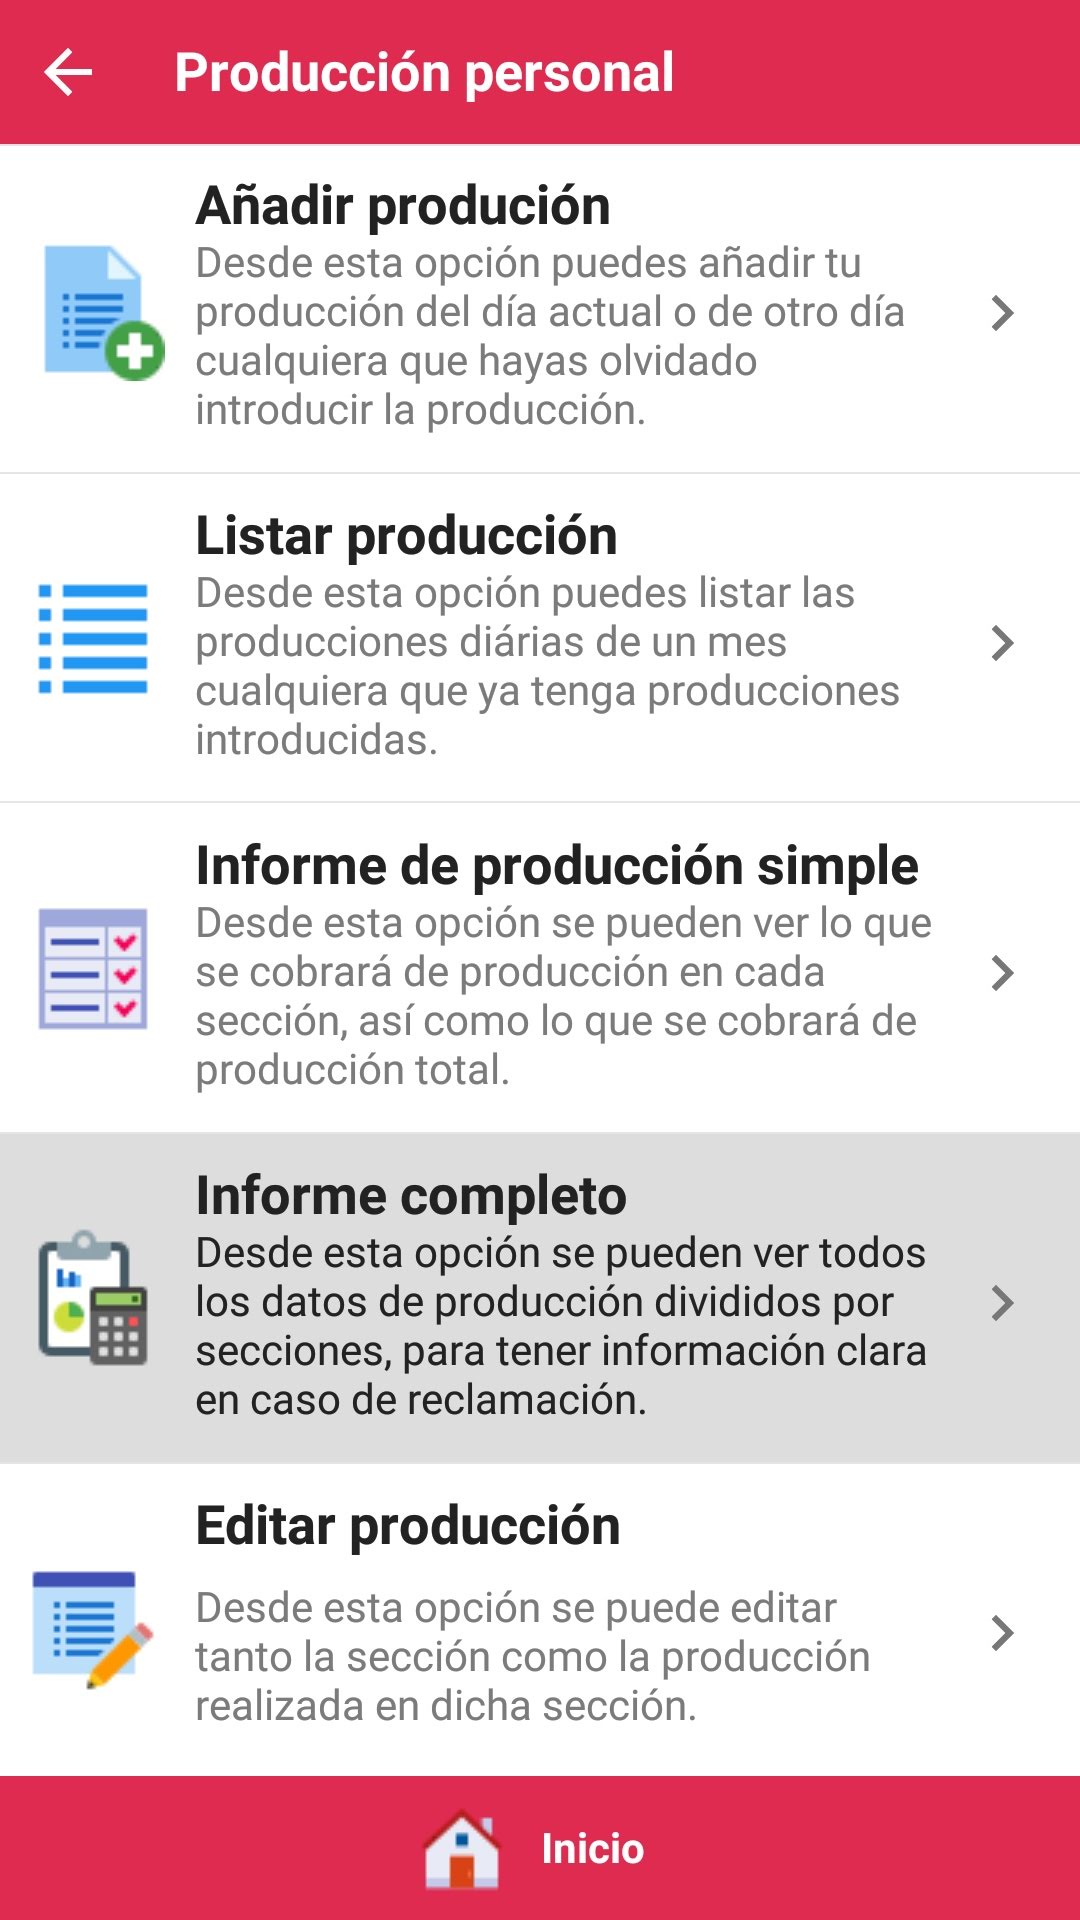 Producción personal
Añadir produción
Desde esta opción puedes añadir tu
producción del día actual o de otro día
cualquiera que hayas olvidado
introducir la producción.
Listar producción
Desde esta opción puedes listar las
producciones diárias de un mes
cualquiera que ya tenga producciones
introducidas.
Informe de producción simple
Desde esta opción se pueden ver lo que
se cobrará de producción en cada
sección, así como lo que se cobrará de
producción total.
Informe completo
Desde esta opción se pueden ver todos
los datos de producción divididos por
secciones, para tener información clara
en caso de reclamación.
Editar producción
Desde esta opción se puede editar
tanto la sección como la producción
realizada en dicha sección.
Inicio